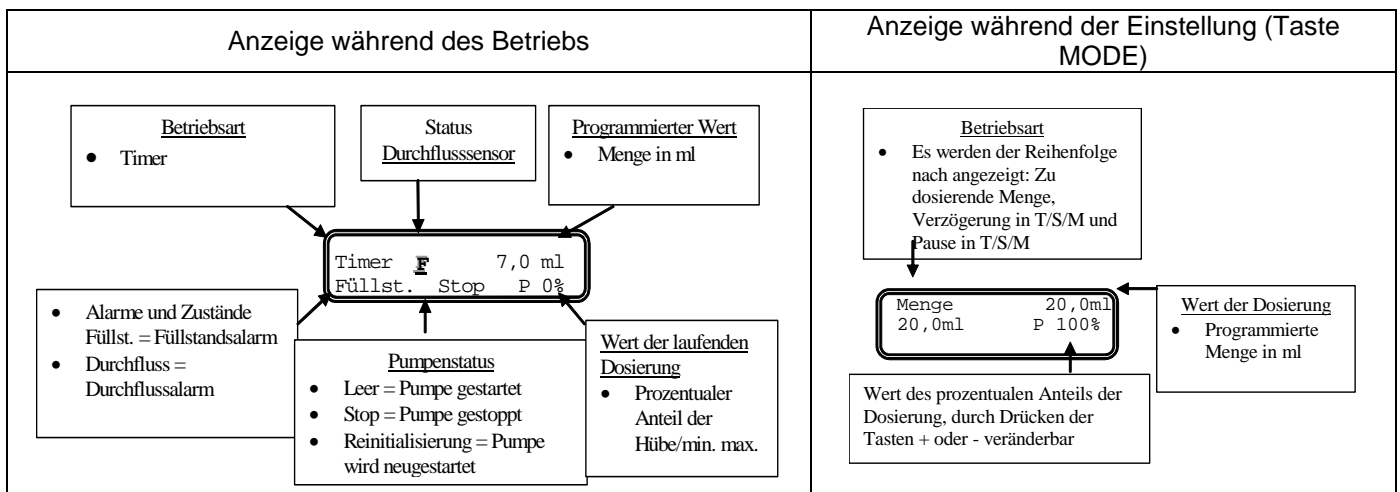 Anzeige während des Betriebs
Anzeige während der Einstellung (Taste
MODE)
Betriebsart
• Timer
Status
Durchflusssensor
Programmierter Wert
• Menge in ml
Timer F 7,0 ml
Füllst. Stop P 0%
• Alarme und Zustände
Füllst. = Füllstandsalarm
• Durchfluss =
Durchflussalarm
Pumpenstatus
• Leer = Pumpe gestartet
• Stop = Pumpe gestoppt
• Reinitialisierung = Pumpe
wird neugestartet
Wert der laufenden
Dosierung
• Prozentualer
Anteil der
Hübe/min. max.
Betriebsart
• Es werden der Reihenfolge
nach angezeigt: Zu
dosierende Menge,
Verzögerung in T/S/M und
Pause in T/S/M
Menge 20,0ml
20,0ml P 100%
Wert der Dosierung
• Programmierte
Menge in ml
Wert des prozentualen Anteils der
Dosierung, durch Drücken der
Tasten + oder - veränderbar